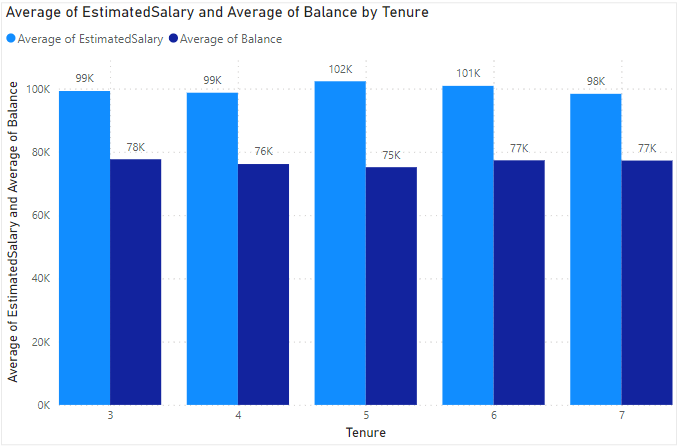 Average of EstimatedSalary and Average of Balance by Tenure
Average of EstimatedSalary Average of Balance
Average of EstimatedSalary and Average of Balance
100K
80K
60K
40K
20K
0K
99K
78K
99K
76K
102K
75K
101K
77K
98K
77K
3 4 5 6 7
Tenure